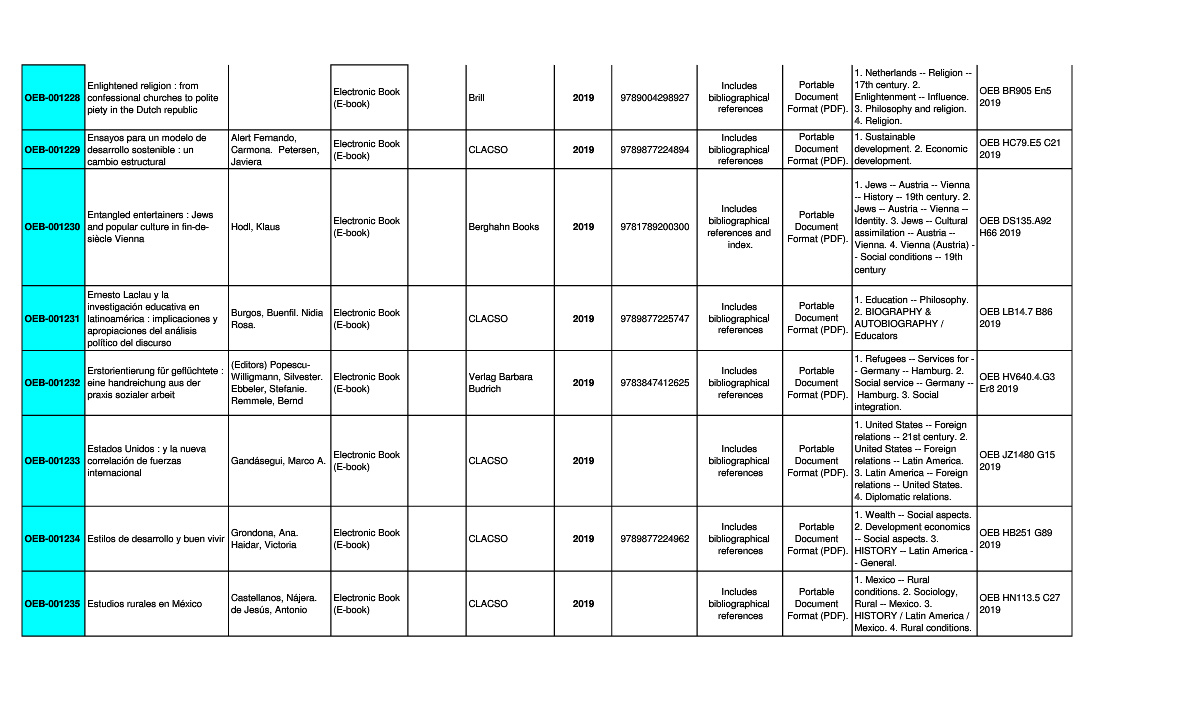 OEB-001228
Enlightened religion : from
confessional churches to polite
piety in the Dutch republic
Electronic Book
(E-book)
Brill
2019
9789004298927
Includes
bibliographical
references
Portable
Document
Format (PDF).
1. Netherlands -- Religion --
17th century. 2.
Enlightenment -- Influence.
3. Philosophy and religion.
4. Religion.
OEB BR905 En5
2019
OEB-001229
Ensayos para un modelo de
desarrollo sostenible : un
cambio estructural
Alert Fernando,
Carmona. Petersen,
Javiera
Electronic Book
(E-book)
CLACSO
2019
9789877224894
Includes
bibliographical
references
Portable
Document
Format (PDF).
1. Sustainable
development. 2. Economic
development.
OEB HC79.E5 C21
2019
OEB-001230
Entangled entertainers : Jews
and popular culture in fin-de-
siècle Vienna
Hodl, Klaus
Electronic Book
(E-book)
Berghahn Books
2019
9781789200300
Includes
bibliographical
references and
index.
Portable
Document
Format (PDF).
1. Jews -- Austria -- Vienna
-- History -- 19th century. 2.
Jews -- Austria -- Vienna --
Identity. 3. Jews -- Cultural
assimilation -- Austria --
Vienna. 4. Vienna (Austria) -
- Social conditions -- 19th
century
OEB DS135.A92
H66 2019
OEB-001231
Ernesto Laclau y la
investigación educativa en
latinoamérica : implicaciones y
apropiaciones del análisis
político del discurso
Burgos, Buenfil. Nidia
Rosa.
Electronic Book
(E-book)
CLACSO
2019
9789877225747
Includes
bibliographical
references
Portable
Document
Format (PDF).
1. Education -- Philosophy.
2. BIOGRAPHY &
AUTOBIOGRAPHY /
Educators
OEB LB14.7 B86
2019
OEB-001232
Erstorientierung für geflüchtete :
eine handreichung aus der
praxis sozialer arbeit
(Editors) Popescu-
Willigmann, Silvester.
Ebbeler, Stefanie.
Remmele, Bernd
Electronic Book
(E-book)
Verlag Barbara
Budrich
2019
9783847412625
Includes
bibliographical
references
Portable
Document
Format (PDF).
1. Refugees -- Services for -
- Germany -- Hamburg. 2.
Social service -- Germany --
Hamburg. 3. Social
integration.
OEB HV640.4.G3
Er8 2019
OEB-001233
Estados Unidos : y la nueva
correlación de fuerzas
internacional
Gandásegui, Marco A.
Electronic Book
(E-book)
CLACSO
2019
Includes
bibliographical
references
Portable
Document
Format (PDF).
1. United States -- Foreign
relations -- 21st century. 2.
United States -- Foreign
relations -- Latin America.
3. Latin America -- Foreign
relations -- United States.
4. Diplomatic relations.
OEB JZ1480 G15
2019
OEB-001234
Estilos de desarrollo y buen vivir
Grondona, Ana.
Haidar, Victoria
Electronic Book
(E-book)
CLACSO
2019
9789877224962
Includes
bibliographical
references
Portable
Document
Format (PDF).
1. Wealth -- Social aspects.
2. Development economics
-- Social aspects. 3.
HISTORY -- Latin America -
- General.
OEB HB251 G89
2019
OEB-001235
Estudios rurales en México
Castellanos, Nájera.
de Jesús, Antonio
Electronic Book
(E-book)
CLACSO
2019
Includes
bibliographical
references
Portable
Document
Format (PDF).
1. Mexico -- Rural
conditions. 2. Sociology,
Rural -- Mexico. 3.
HISTORY / Latin America /
Mexico. 4. Rural conditions.
OEB HN113.5 C27
2019